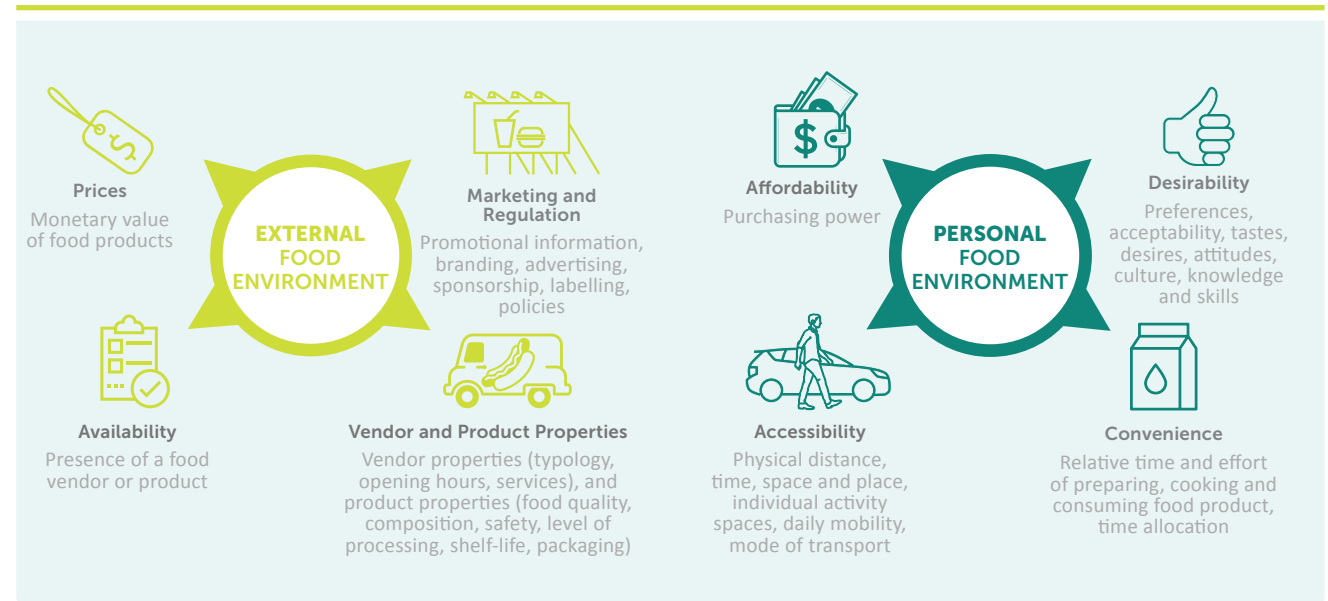 Prices
Monetary value
of food products
Marketing and
Regulation
Promotional information,
branding, advertising,
sponsorship, labelling,
policies
EXTERNAL
FOOD
ENVIRONMENT
Availability
Presence of a food
vendor or product
Vendor and Product Properties
Vendor properties (typology,
opening hours, services), and
product properties (food quality,
composition, safety, level of
processing, shelf-life, packaging)
$
Affordability
Purchasing power
Desirability
Preferences,
acceptability, tastes,
desires, attitudes,
culture, knowledge
and skills
PERSONAL
FOOD
ENVIRONMENT
Accessibility
Physical distance,
time, space and place,
individual activity
spaces, daily mobility,
mode of transport
Convenience
Relative time and effort
of preparing, cooking and
consuming food product,
time allocation